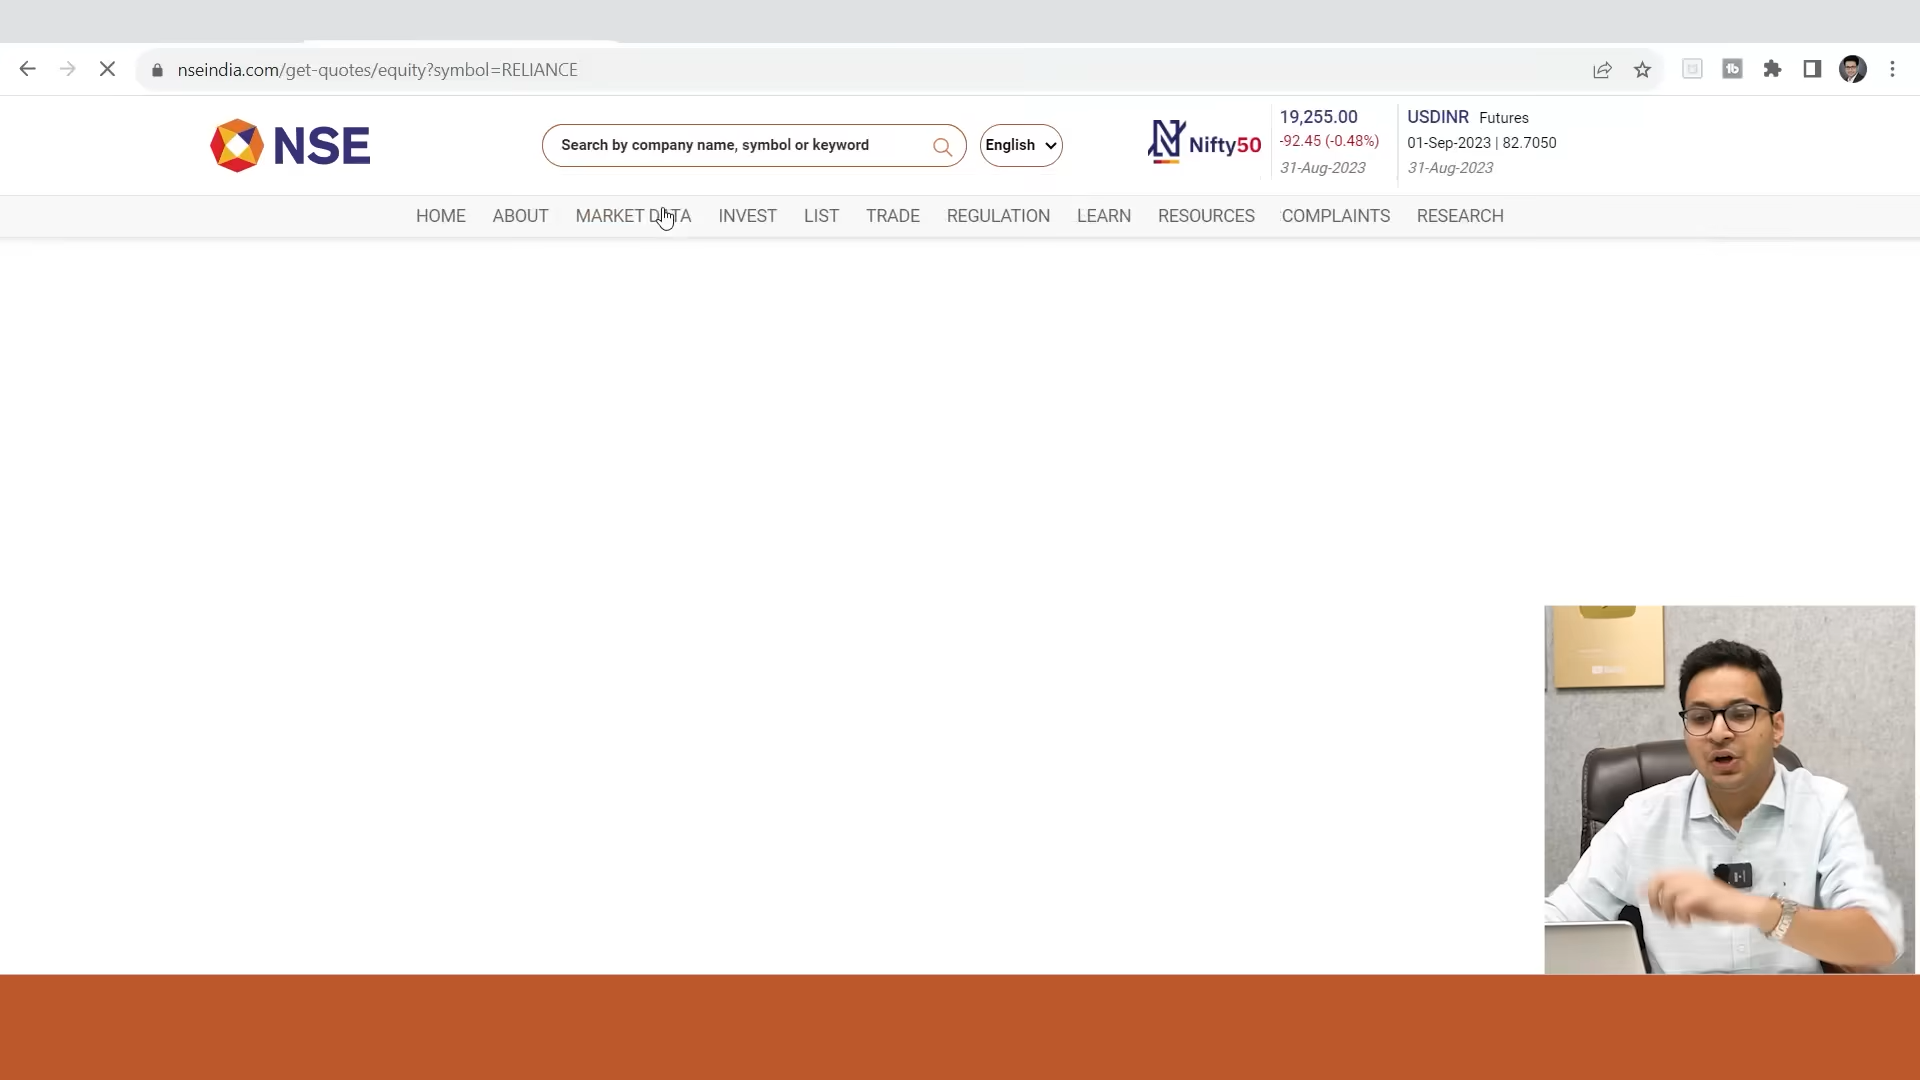 nseindia.com/get-quotes/equity?symbol=RELIANCE
NSE
Search by company name, symbol or keyword
English
Nifty50
19,255.00
-92.45 (-0.48%)
31-Aug-2023
USDINR Futures
01-Sep-2023 | 82.7050
31-Aug-2023
HOME ABOUT MARKET DATA INVEST LIST TRADE REGULATION LEARN RESOURCES COMPLAINTS RESEARCH